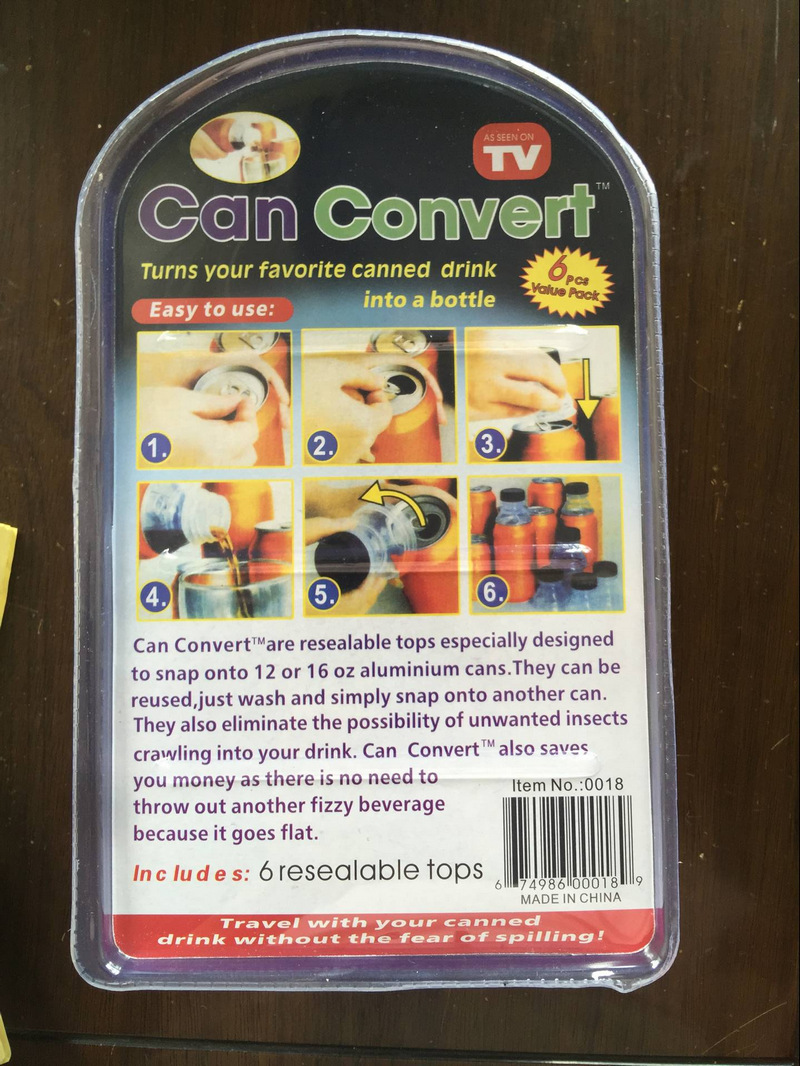 AS SEEN ON
TV
Can Convert™
Turns your favorite canned drink
into a bottle
6 PCS
Value Pack
Easy to use:
1.
2.
3.
4.
5.
6.
Can Convert™are resealable tops especially designed
to snap onto 12 or 16 oz aluminium cans.They can be
reused,just wash and simply snap onto another can.
They also eliminate the possibility of unwanted insects
crawling into your drink. Can Convert™ also saves
you money as there is no need to
throw out another fizzy beverage
because it goes flat.
Includes: 6 resealable tops
Item No.:0018
6 74986 00018 9
MADE IN CHINA
Travel with your canned
drink without the fear of spilling!